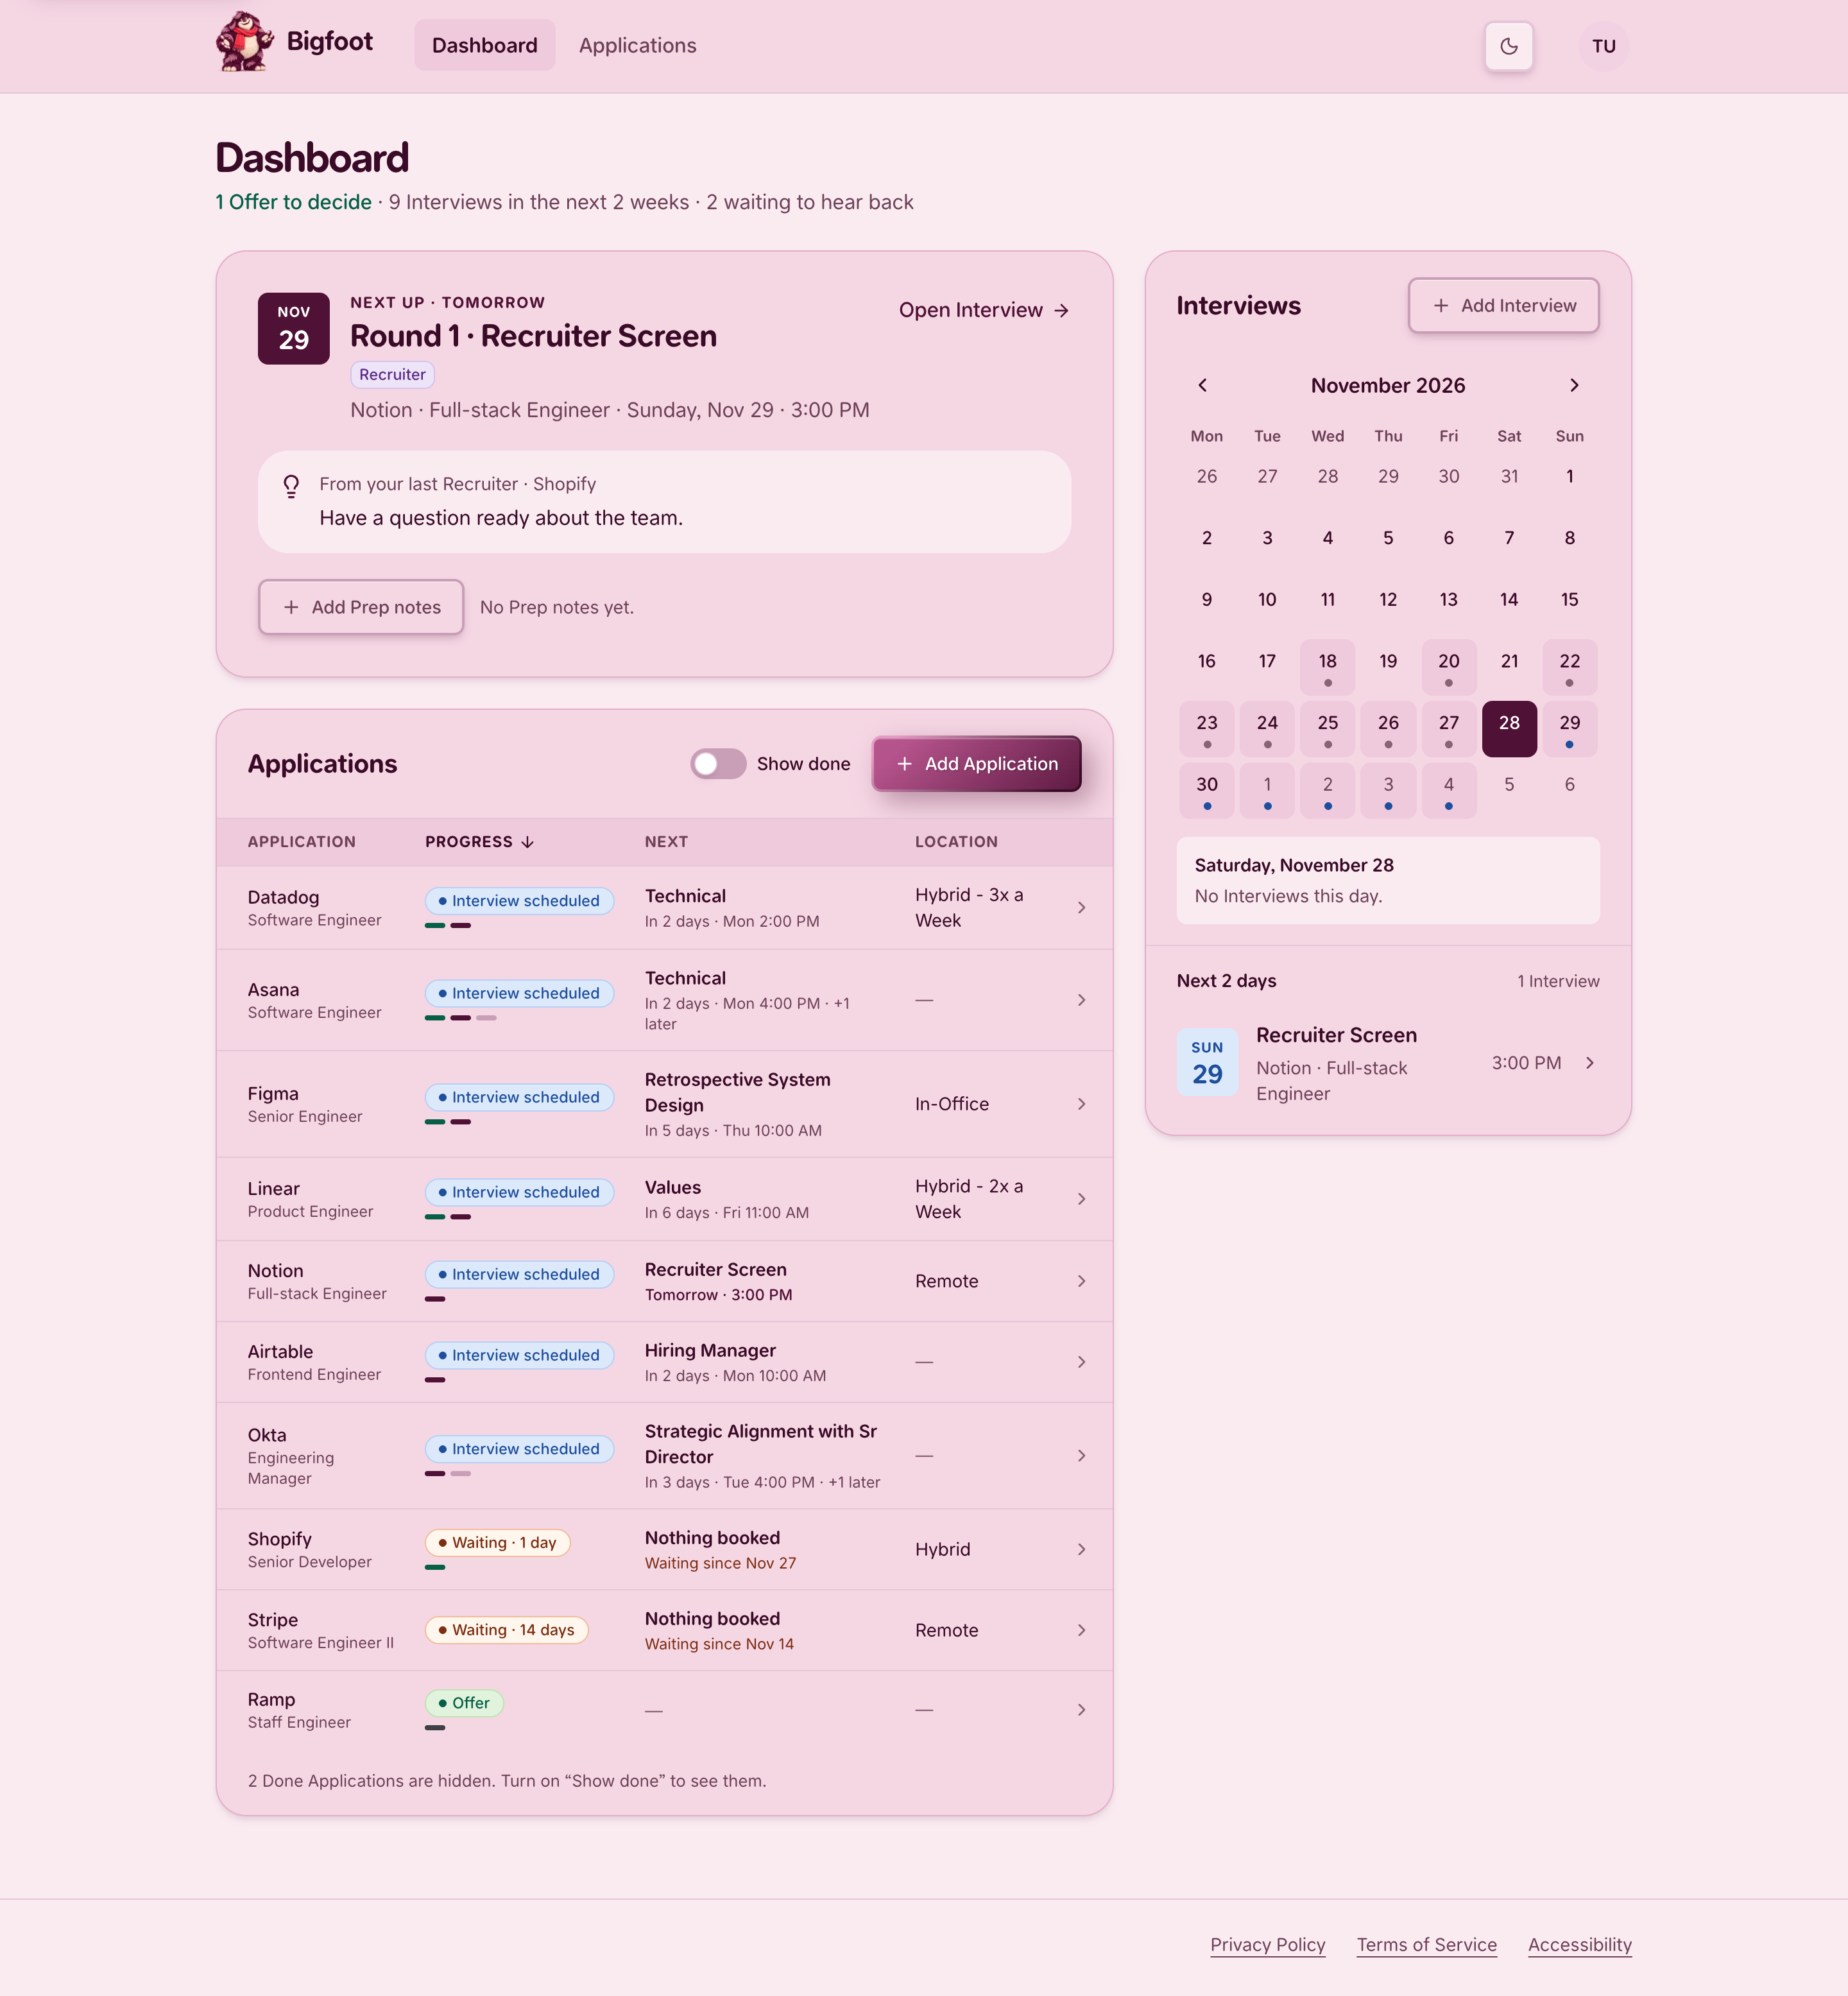 Bigfoot
Dashboard
Applications
TU
Dashboard
1 Offer to decide · 9 Interviews in the next 2 weeks · 2 waiting to hear back
NOV
29
NEXT UP · TOMORROW
Round 1 · Recruiter Screen
Recruiter
Notion · Full-stack Engineer · Sunday, Nov 29 · 3:00 PM
Open Interview →
From your last Recruiter · Shopify
Have a question ready about the team.
+ Add Prep notes
No Prep notes yet.
Applications
Show done
+ Add Application
APPLICATION PROGRESS ↓ NEXT LOCATION
Datadog
Software Engineer
Interview scheduled
Technical
In 2 days · Mon 2:00 PM
Hybrid - 3x a
Week
Asana
Software Engineer
Interview scheduled
Technical
In 2 days · Mon 4:00 PM · +1
later
—
Figma
Senior Engineer
Interview scheduled
Retrospective System
Design
In 5 days · Thu 10:00 AM
In-Office
Linear
Product Engineer
Interview scheduled
Values
In 6 days · Fri 11:00 AM
Hybrid - 2x a
Week
Notion
Full-stack Engineer
Interview scheduled
Recruiter Screen
Tomorrow · 3:00 PM
Remote
Airtable
Frontend Engineer
Interview scheduled
Hiring Manager
In 2 days · Mon 10:00 AM
—
Okta
Engineering
Manager
Interview scheduled
Strategic Alignment with Sr
Director
In 3 days · Tue 4:00 PM · +1 later
—
Shopify
Senior Developer
Waiting · 1 day
Nothing booked
Waiting since Nov 27
Hybrid
Stripe
Software Engineer II
Waiting · 14 days
Nothing booked
Waiting since Nov 14
Remote
Ramp
Staff Engineer
Offer
—
—
2 Done Applications are hidden. Turn on “Show done” to see them.
Interviews
+ Add Interview
November 2026
Mon Tue Wed Thu Fri Sat Sun
26 27 28 29 30 31 1
2 3 4 5 6 7 8
9 10 11 12 13 14 15
16 17 18 19 20 21 22
23 24 25 26 27 28 29
30 1 2 3 4 5 6
Saturday, November 28
No Interviews this day.
Next 2 days
1 Interview
SUN
29
Recruiter Screen
Notion · Full-stack
Engineer
3:00 PM
Privacy Policy
Terms of Service
Accessibility